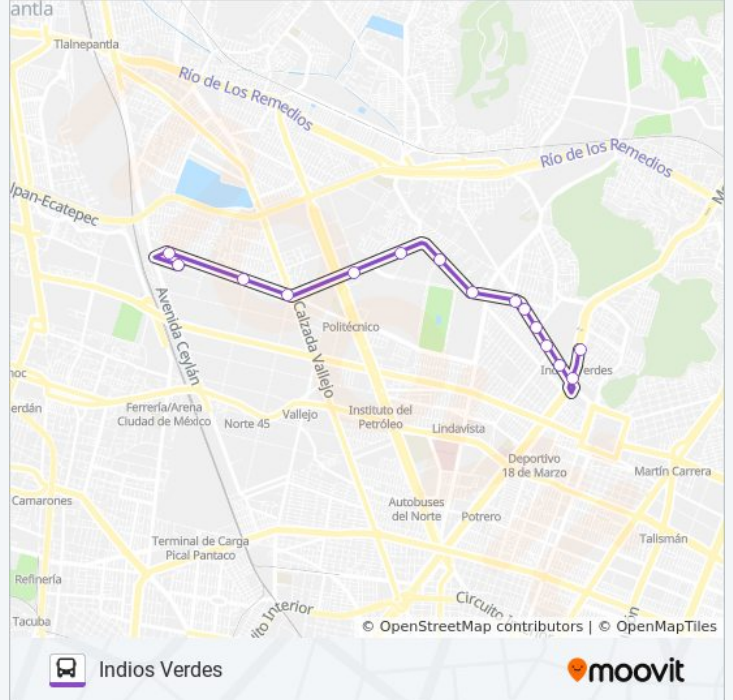 antla
Tlalnepantla
Río de Los Remedios
Río de los Remedios
lpan-Ecatepec
Avenida Ceylán
Calzada Vallejo
Politécnico
Verdes
noc
erdán
Ferrería/Arena
Ciudad de México
Norte 45
Vallejo
Instituto del
Petróleo
Lindavista
Deportivo
18 de Marzo
Martín Carrera
Camarones
Autobuses
del Norte
Potrero
Talismán
Terminal de Carga
Pical Pantaco
Refinería
Tacuba
Interior
Circuito
© OpenStreetMap contributors | © OpenMapTiles
Indios Verdes
moovit